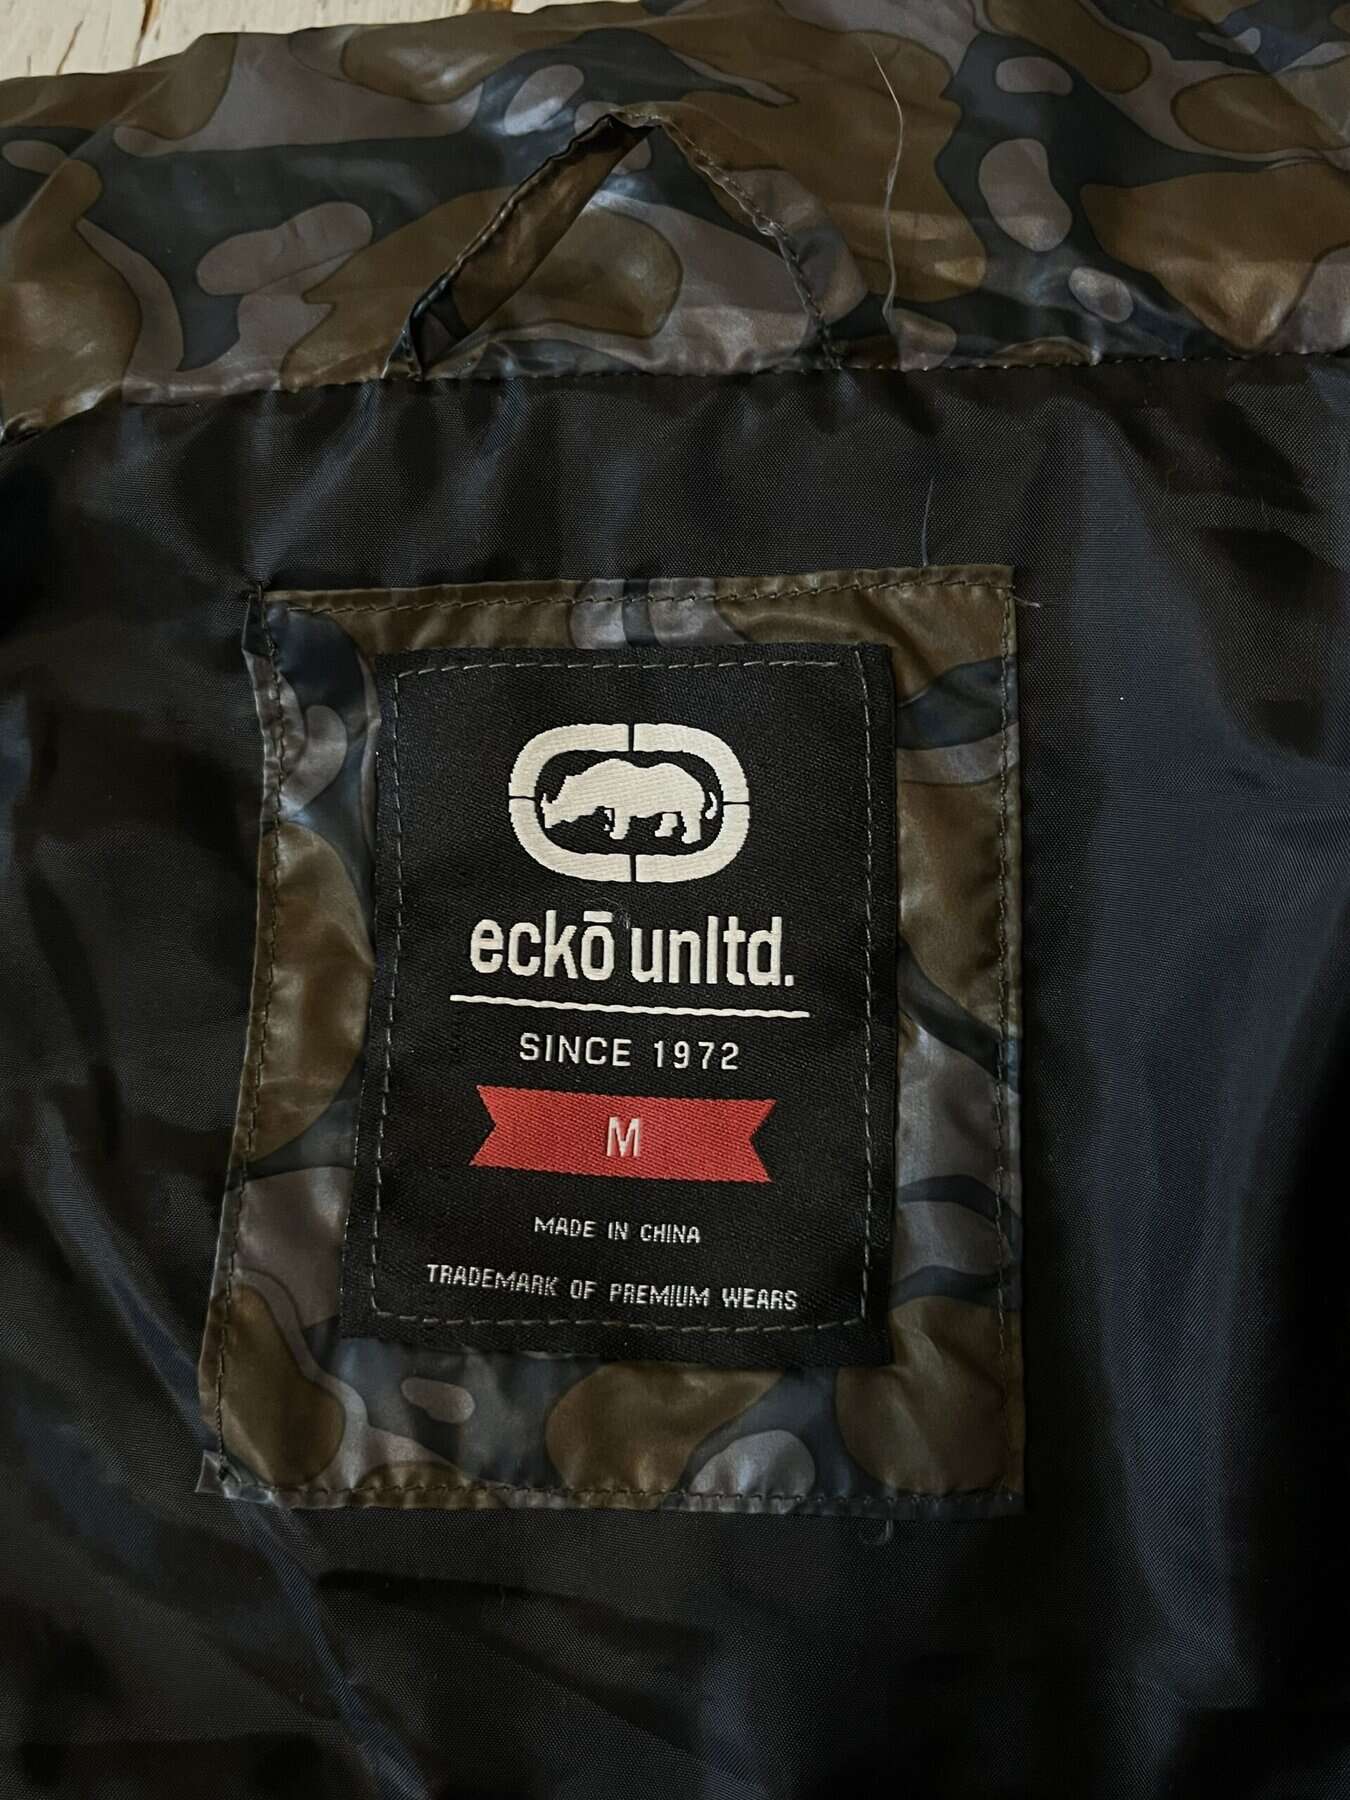 eckō unltd.
SINCE 1972
M
MADE IN CHINA
TRADEMARK OF PREMIUM WEARS